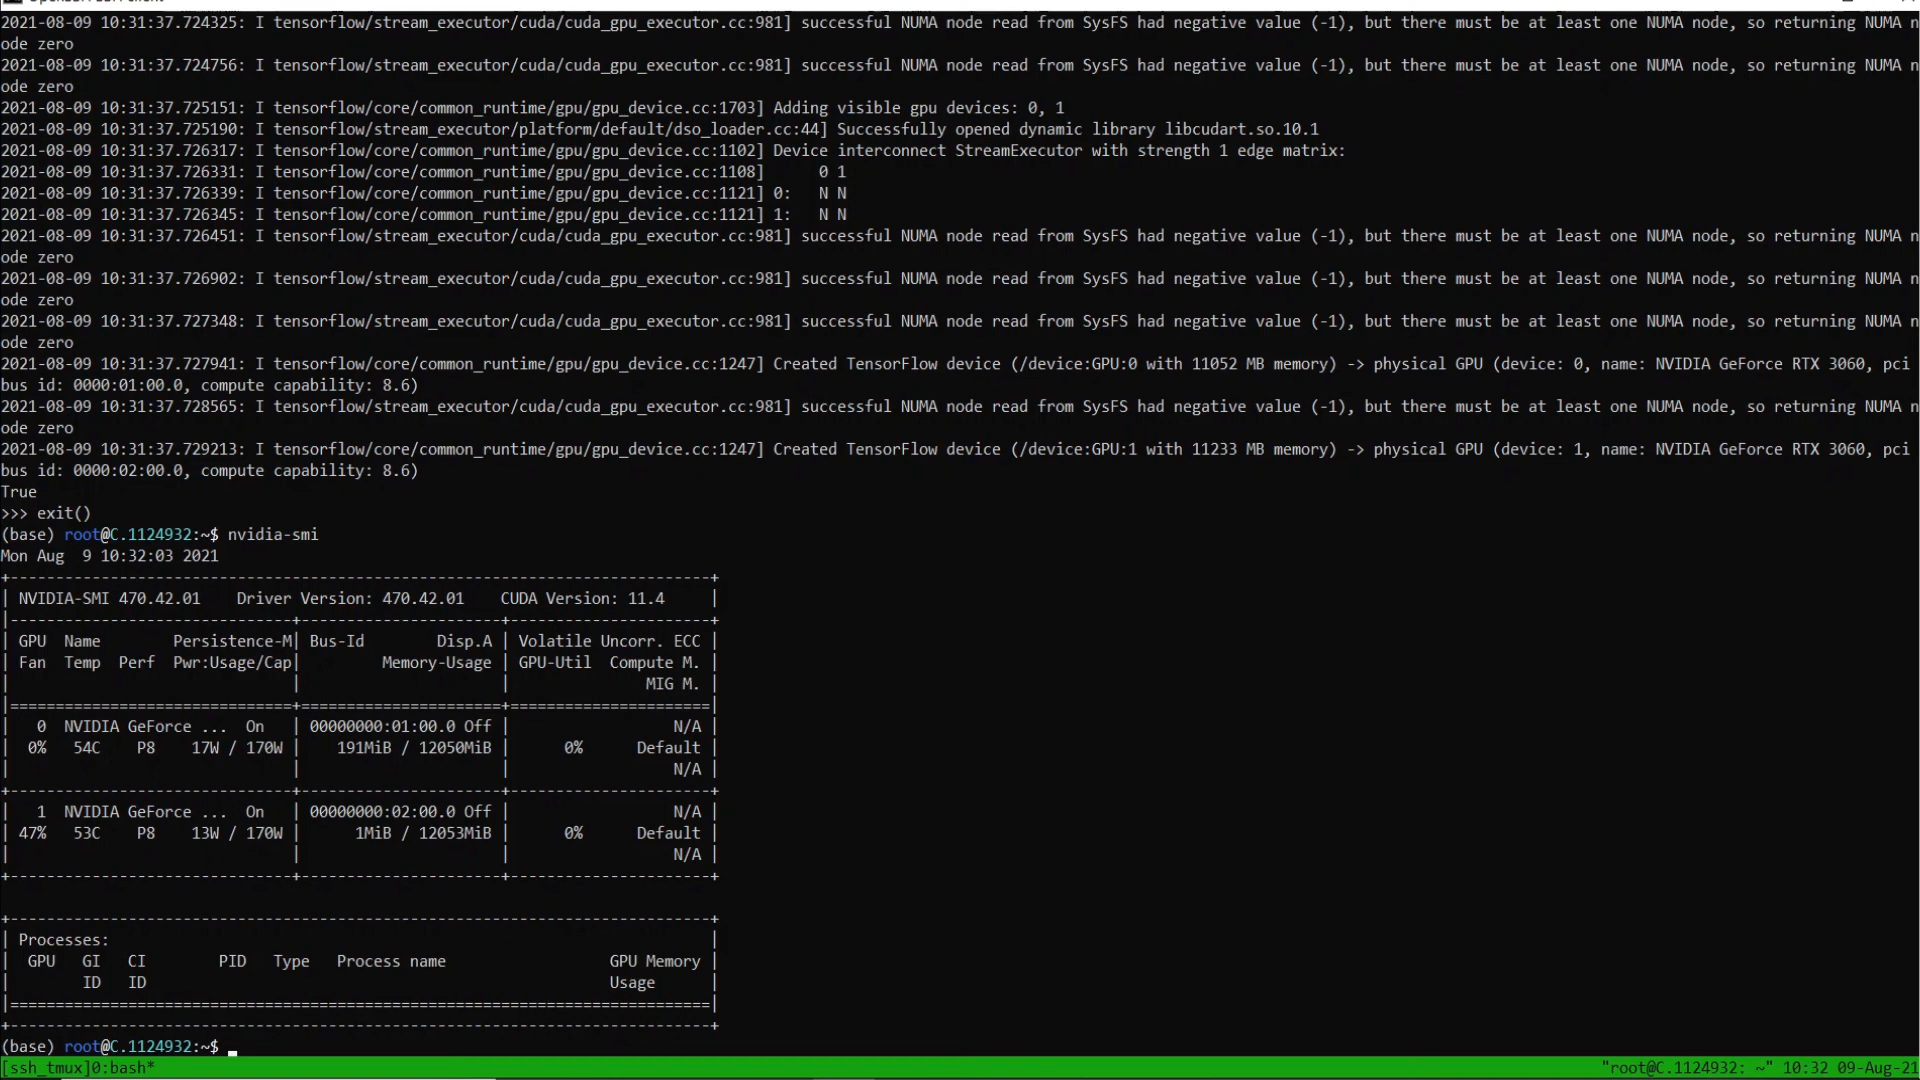 2021-08-09 10:31:37.724325: I tensorflow/stream_executor/cuda/cuda_gpu_executor.cc:981] successful NUMA node read from SysFS had negative value (-1), but there must be at least one NUMA node, so returning NUMA n
ode zero
2021-08-09 10:31:37.724756: I tensorflow/stream_executor/cuda/cuda_gpu_executor.cc:981] successful NUMA node read from SysFS had negative value (-1), but there must be at least one NUMA node, so returning NUMA n
ode zero
2021-08-09 10:31:37.725151: I tensorflow/core/common_runtime/gpu/gpu_device.cc:1703] Adding visible gpu devices: 0, 1
2021-08-09 10:31:37.725190: I tensorflow/stream_executor/platform/default/dso_loader.cc:44] Successfully opened dynamic library libcudart.so.10.1
2021-08-09 10:31:37.726317: I tensorflow/core/common_runtime/gpu/gpu_device.cc:1102] Device interconnect StreamExecutor with strength 1 edge matrix:
2021-08-09 10:31:37.726331: I tensorflow/core/common_runtime/gpu/gpu_device.cc:1108]      0 1
2021-08-09 10:31:37.726339: I tensorflow/core/common_runtime/gpu/gpu_device.cc:1121] 0:   N N
2021-08-09 10:31:37.726345: I tensorflow/core/common_runtime/gpu/gpu_device.cc:1121] 1:   N N
2021-08-09 10:31:37.726451: I tensorflow/stream_executor/cuda/cuda_gpu_executor.cc:981] successful NUMA node read from SysFS had negative value (-1), but there must be at least one NUMA node, so returning NUMA n
ode zero
2021-08-09 10:31:37.726902: I tensorflow/stream_executor/cuda/cuda_gpu_executor.cc:981] successful NUMA node read from SysFS had negative value (-1), but there must be at least one NUMA node, so returning NUMA n
ode zero
2021-08-09 10:31:37.727348: I tensorflow/stream_executor/cuda/cuda_gpu_executor.cc:981] successful NUMA node read from SysFS had negative value (-1), but there must be at least one NUMA node, so returning NUMA n
ode zero
2021-08-09 10:31:37.727941: I tensorflow/core/common_runtime/gpu/gpu_device.cc:1247] Created TensorFlow device (/device:GPU:0 with 11052 MB memory) -> physical GPU (device: 0, name: NVIDIA GeForce RTX 3060, pci
bus id: 0000:01:00.0, compute capability: 8.6)
2021-08-09 10:31:37.728565: I tensorflow/stream_executor/cuda/cuda_gpu_executor.cc:981] successful NUMA node read from SysFS had negative value (-1), but there must be at least one NUMA node, so returning NUMA n
ode zero
2021-08-09 10:31:37.729213: I tensorflow/core/common_runtime/gpu/gpu_device.cc:1247] Created TensorFlow device (/device:GPU:1 with 11233 MB memory) -> physical GPU (device: 1, name: NVIDIA GeForce RTX 3060, pci
bus id: 0000:02:00.0, compute capability: 8.6)
True
>>> exit()
(base) root@C.1124932:~$ nvidia-smi
Mon Aug  9 10:32:03 2021
+-----------------------------------------------------------------------------+
| NVIDIA-SMI 470.42.01    Driver Version: 470.42.01    CUDA Version: 11.4     |
|-------------------------------+----------------------+----------------------+
| GPU  Name        Persistence-M| Bus-Id        Disp.A | Volatile Uncorr. ECC |
| Fan  Temp  Perf  Pwr:Usage/Cap|         Memory-Usage | GPU-Util  Compute M. |
|                               |                      |               MIG M. |
|===============================+======================+======================|
|   0  NVIDIA GeForce ...  On   | 00000000:01:00.0 Off |                  N/A |
|  0%   54C    P8    17W / 170W |    191MiB / 12050MiB |      0%      Default |
|                               |                      |                  N/A |
+-------------------------------+----------------------+----------------------+
|   1  NVIDIA GeForce ...  On   | 00000000:02:00.0 Off |                  N/A |
| 47%   53C    P8    13W / 170W |      1MiB / 12053MiB |      0%      Default |
|                               |                      |                  N/A |
+-------------------------------+----------------------+----------------------+
+-----------------------------------------------------------------------------+
| Processes:                                                                  |
|  GPU   GI   CI        PID   Type   Process name                  GPU Memory |
|        ID   ID                                                   Usage      |
|=============================================================================|
+-----------------------------------------------------------------------------+
(base) root@C.1124932:~$
[ssh_tmux]0:bash* "root@C.1124932: ~" 10:32 09-Aug-21